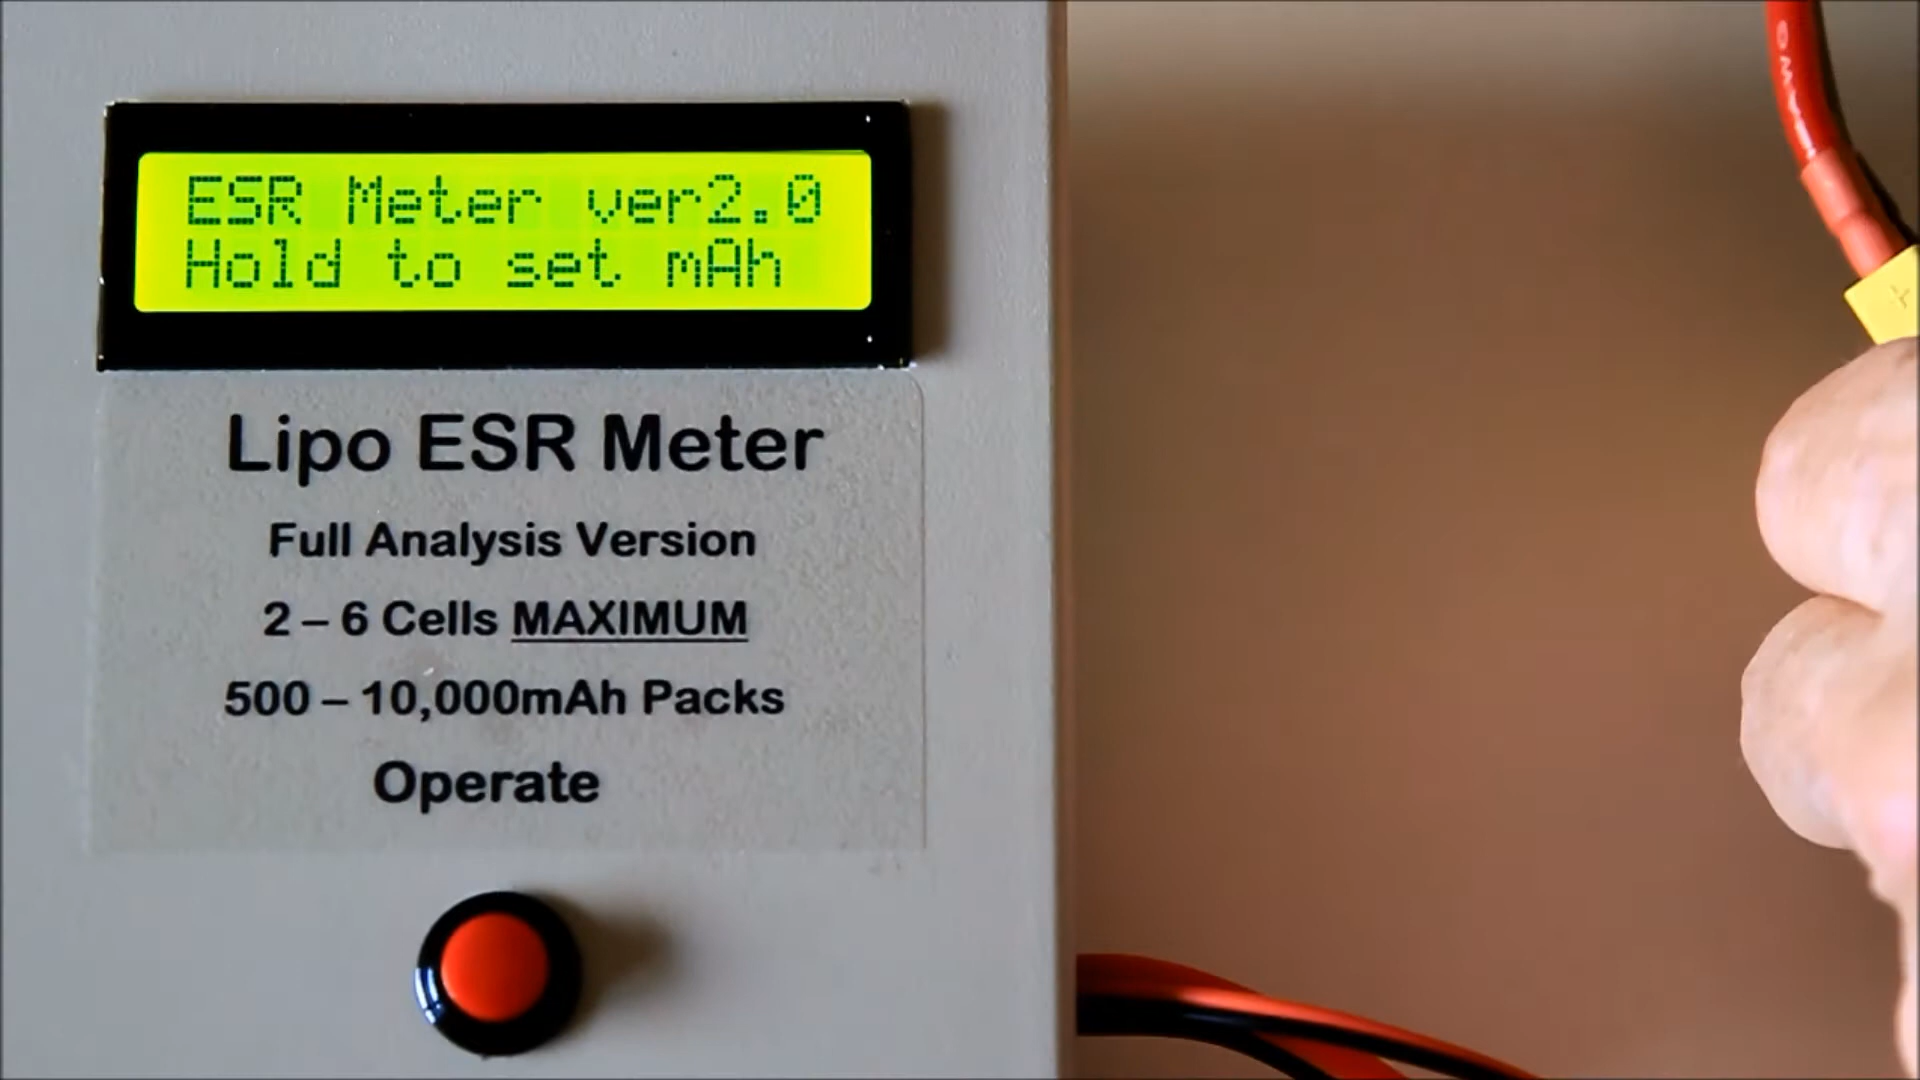 ESR Meter ver2.0
Hold to set mAh
Lipo ESR Meter
Full Analysis Version
2 – 6 Cells MAXIMUM
500 – 10,000mAh Packs
Operate